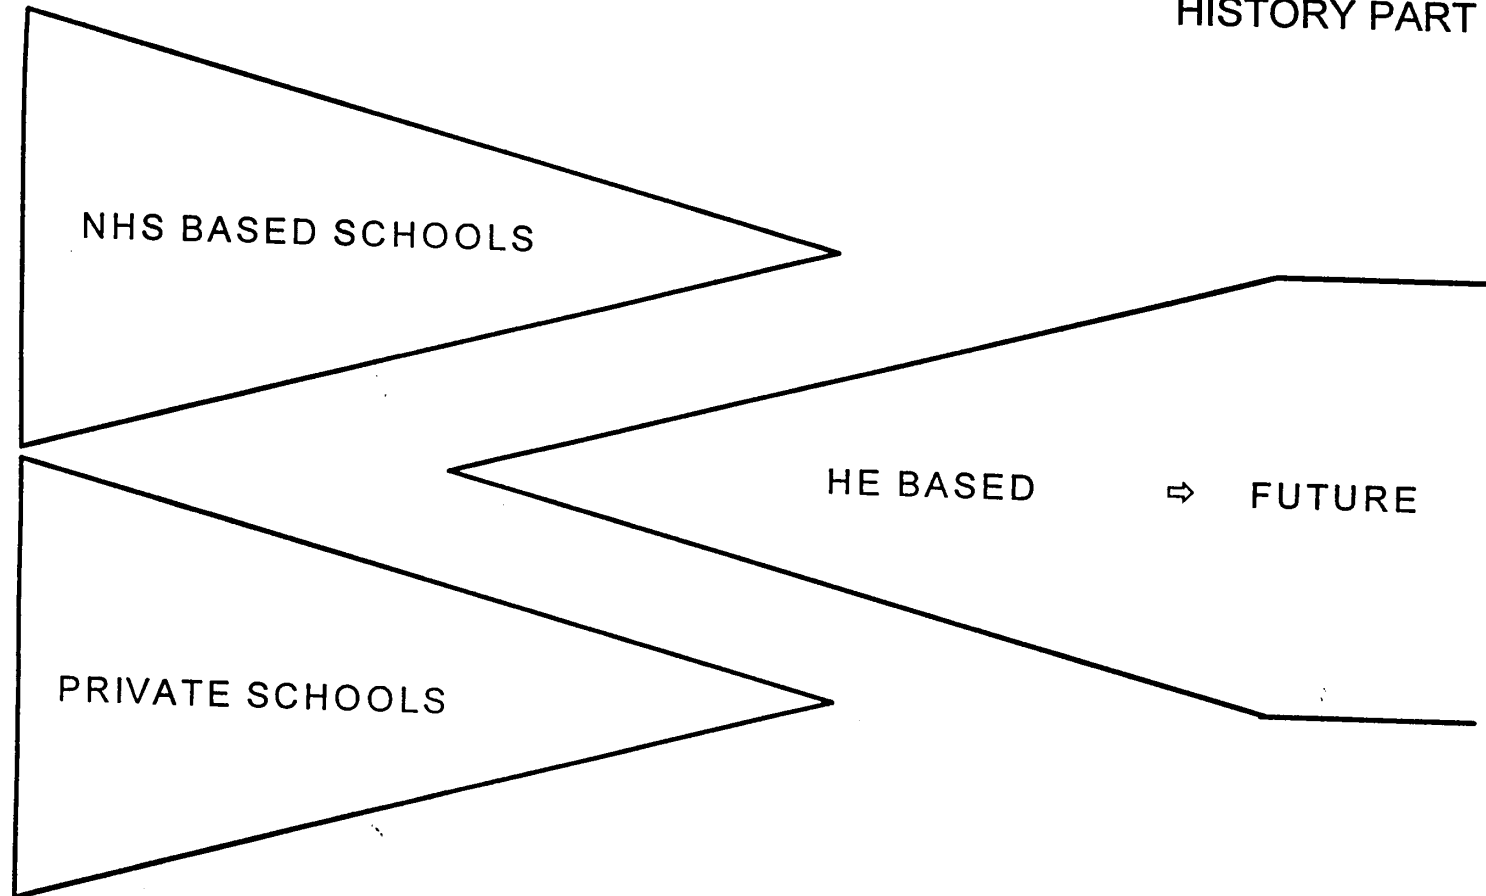 HISTORY PART
NHS BASED SCHOOLS
HE BASED ⇨ FUTURE
PRIVATE SCHOOLS